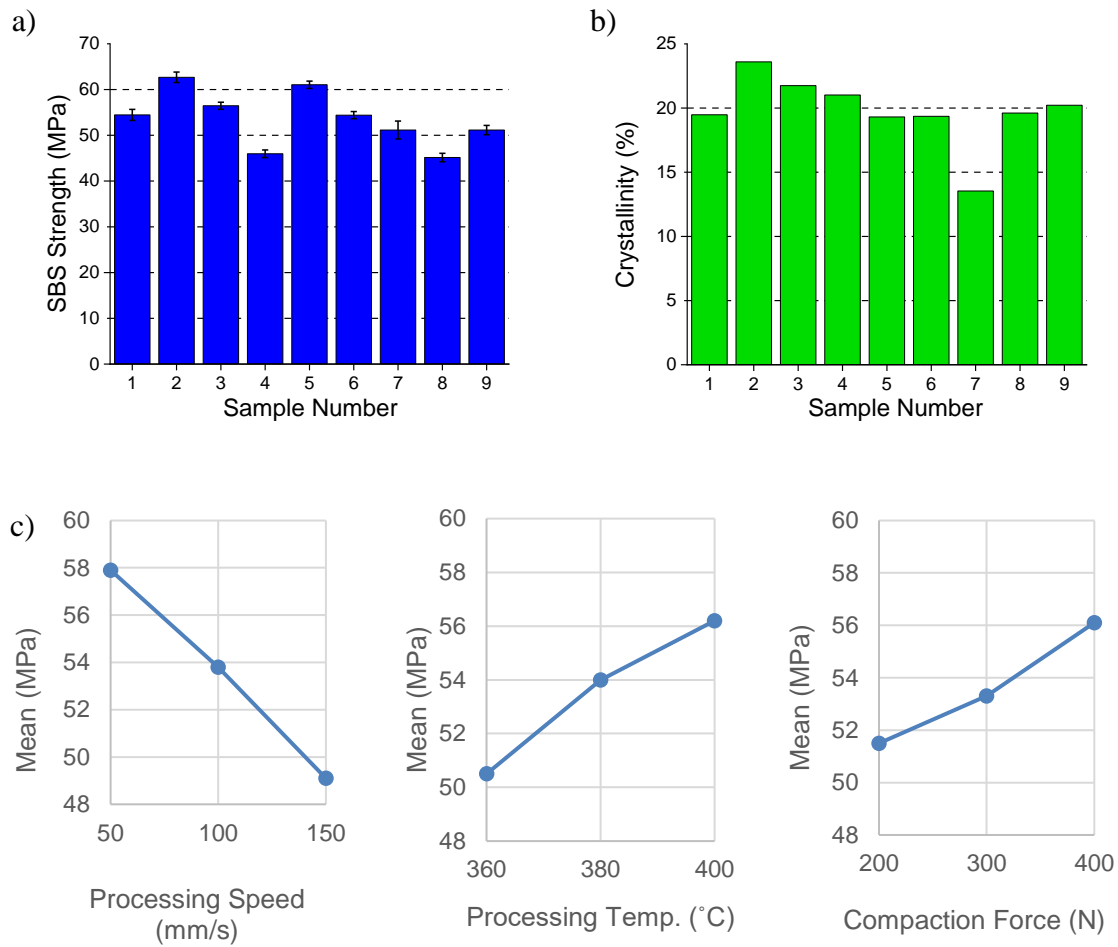 a)
70
60
50
40
30
20
10
0
SBS Strength (MPa)
1 2 3 4 5 6 7 8 9
Sample Number
b)
25
20
15
10
5
0
Crystallinity (%)
1 2 3 4 5 6 7 8 9
Sample Number
c)
60
58
56
54
52
50
48
Mean (MPa)
50 100 150
Processing Speed
(mm/s)
60
58
56
54
52
50
48
Mean (MPa)
360 380 400
Processing Temp. (˚C)
60
58
56
54
52
50
48
Mean (MPa)
200 300 400
Compaction Force (N)